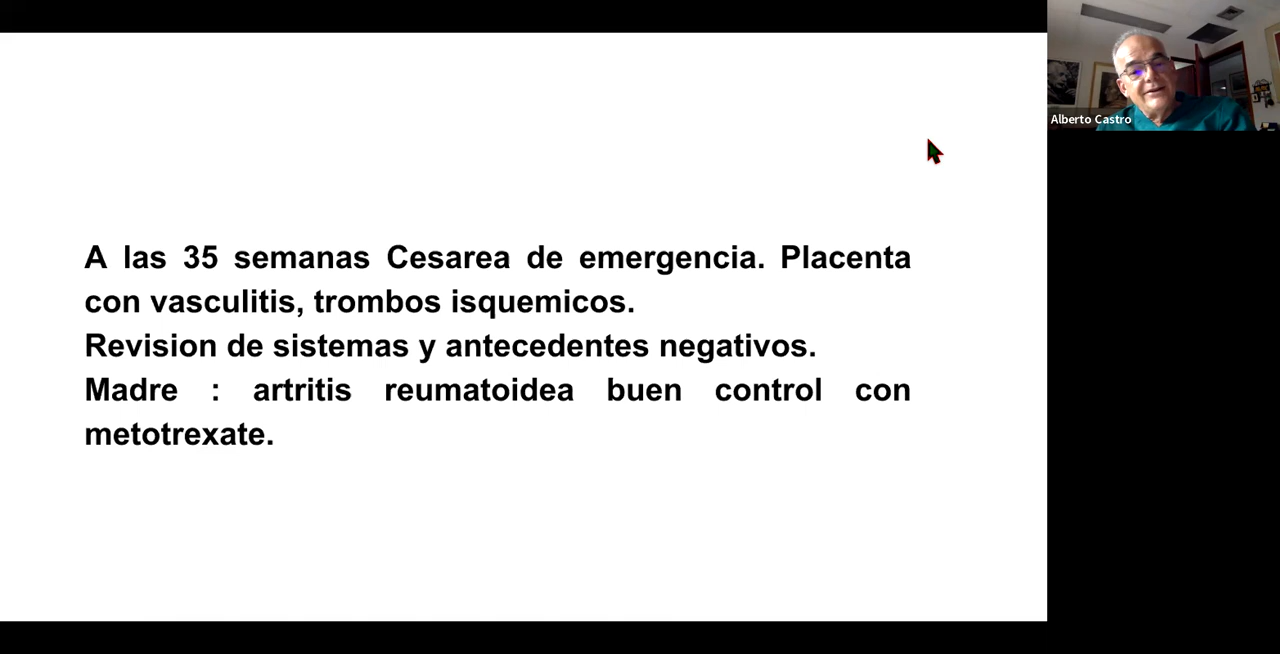 A las 35 semanas Cesarea de emergencia. Placenta
con vasculitis, trombos isquemicos.
Revision de sistemas y antecedentes negativos.
Madre : artritis reumatoidea buen control con
metotrexate.
Alberto Castro